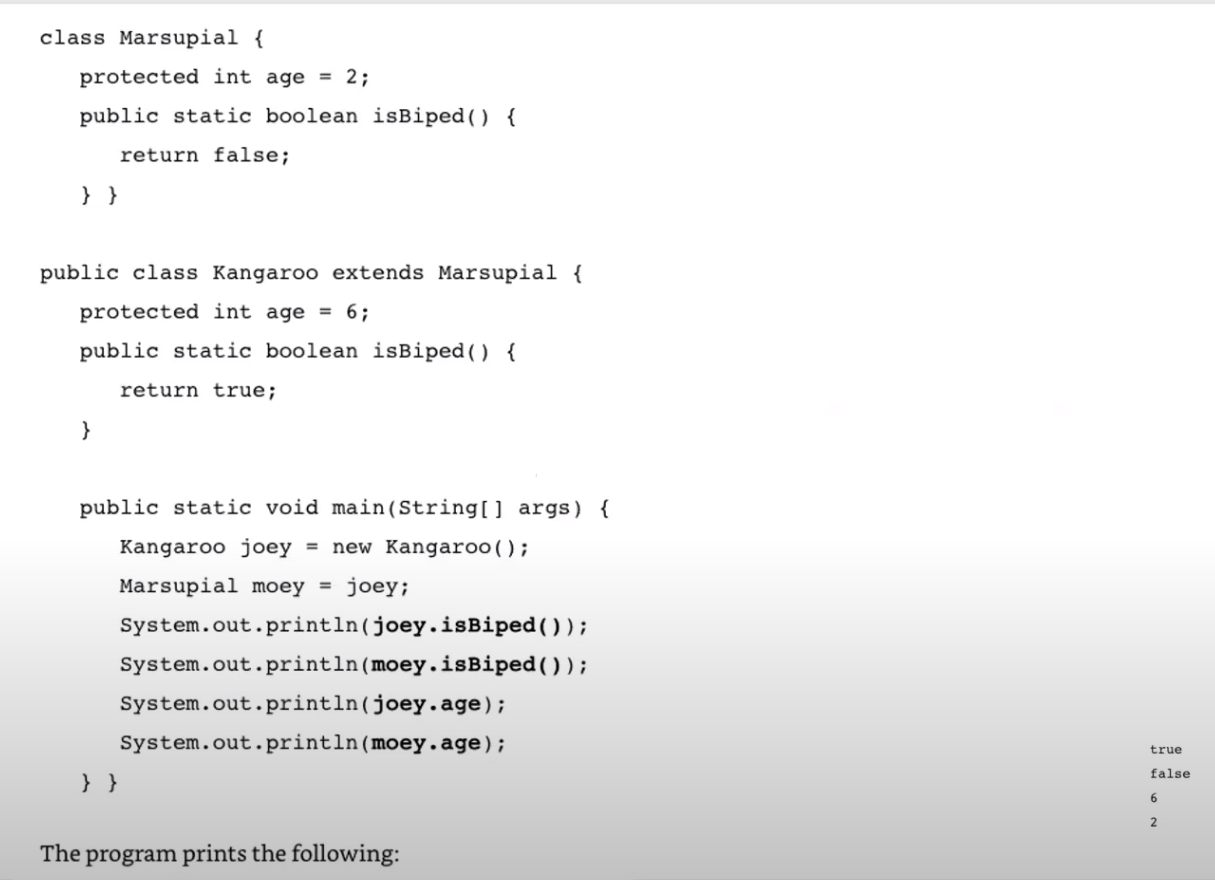 class Marsupial {
protected int age = 2;
public static boolean isBiped() {
return false;
} }
public class Kangaroo extends Marsupial {
protected int age = 6;
public static boolean isBiped() {
return true;
}
public static void main(String[] args) {
Kangaroo joey = new Kangaroo();
Marsupial moey = joey;
System.out.println(joey.isBiped());
System.out.println(moey.isBiped());
System.out.println(joey.age);
System.out.println(moey.age);
} }
The program prints the following:
true
false
6
2